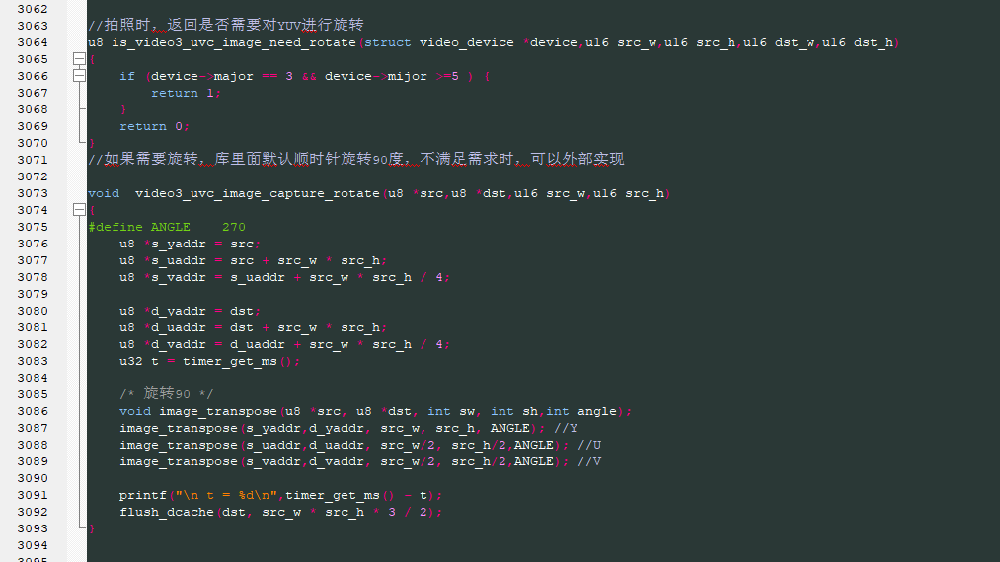 3062
3063 //拍照时, 返回是否需要对YUV进行旋转
3064 u8 is_video3_uvc_image_need_rotate(struct video_device *device,u16 src_w,u16 src_h,u16 dst_w,u16 dst_h)
3065 {
3066     if (device->major == 3 && device->mijor >=5 ) {
3067         return 1;
3068     }
3069     return 0;
3070 }
3071 //如果需要旋转, 库里面默认顺时针旋转90度, 不满足需求时, 可以外部实现
3072
3073 void  video3_uvc_image_capture_rotate(u8 *src,u8 *dst,u16 src_w,u16 src_h)
3074 {
3075 #define ANGLE    270
3076     u8 *s_yaddr = src;
3077     u8 *s_uaddr = src + src_w * src_h;
3078     u8 *s_vaddr = s_uaddr + src_w * src_h / 4;
3079
3080     u8 *d_yaddr = dst;
3081     u8 *d_uaddr = dst + src_w * src_h;
3082     u8 *d_vaddr = d_uaddr + src_w * src_h / 4;
3083     u32 t = timer_get_ms();
3084
3085     /* 旋转90 */
3086     void image_transpose(u8 *src, u8 *dst, int sw, int sh,int angle);
3087     image_transpose(s_yaddr,d_yaddr, src_w, src_h, ANGLE); //Y
3088     image_transpose(s_uaddr,d_uaddr, src_w/2, src_h/2,ANGLE); //U
3089     image_transpose(s_vaddr,d_vaddr, src_w/2, src_h/2,ANGLE); //V
3090
3091     printf("\n t = %d\n",timer_get_ms() - t);
3092     flush_dcache(dst, src_w * src_h * 3 / 2);
3093 }
3094
3095